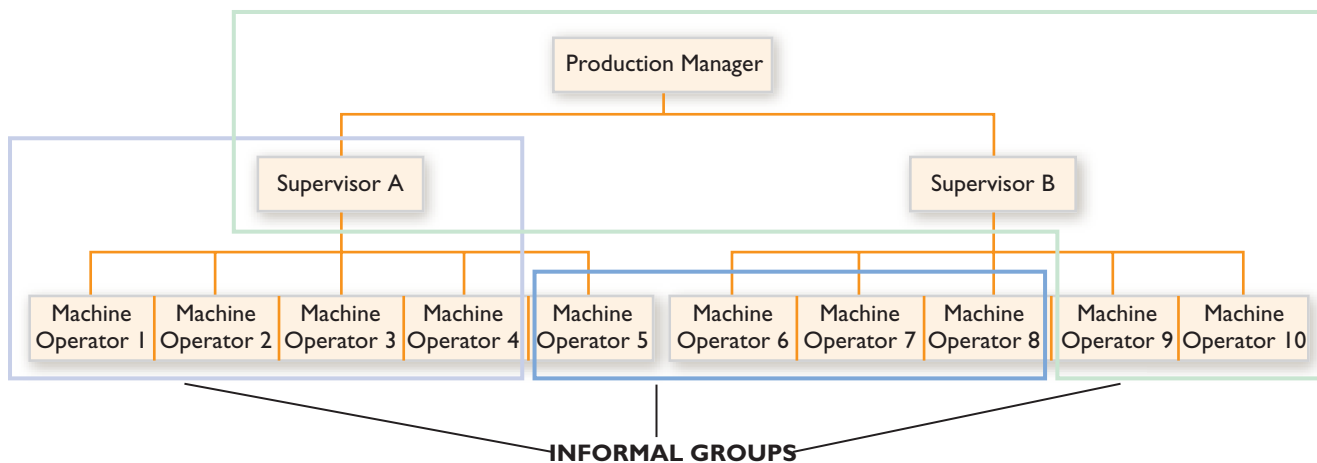 Production Manager
Supervisor A
Supervisor B
Machine
Operator 1
Machine
Operator 2
Machine
Operator 3
Machine
Operator 4
Machine
Operator 5
Machine
Operator 6
Machine
Operator 7
Machine
Operator 8
Machine
Operator 9
Machine
Operator 10
INFORMAL GROUPS